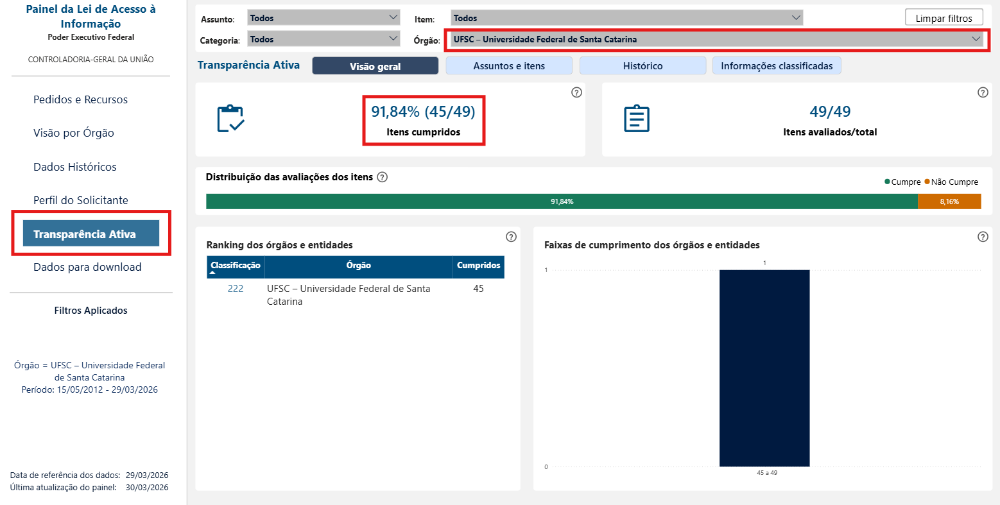 Painel da Lei de Acesso à
Informação
Poder Executivo Federal
CONTROLADORIA-GERAL DA UNIÃO
Pedidos e Recursos
Visão por Órgão
Dados Históricos
Perfil do Solicitante
Transparência Ativa
Dados para download
Filtros Aplicados
Órgão = UFSC – Universidade Federal
de Santa Catarina
Período: 15/05/2012 - 29/03/2026
Data de referência dos dados: 29/03/2026
Última atualização do painel: 30/03/2026
Assunto: Todos Item: Todos Limpar filtros
Categoria: Todos Órgão: UFSC – Universidade Federal de Santa Catarina
Transparência Ativa Visão geral Assuntos e itens Histórico Informações classificadas
?
91,84% (45/49)
Itens cumpridos
?
49/49
Itens avaliados/total
Distribuição das avaliações dos itens ?
Cumpre Não Cumpre
91,84% 8,16%
?
Ranking dos órgãos e entidades
Classificação Órgão Cumpridos
222 UFSC – Universidade Federal de Santa 45
Catarina
?
Faixas de cumprimento dos órgãos e entidades
1
1
0
45 a 49